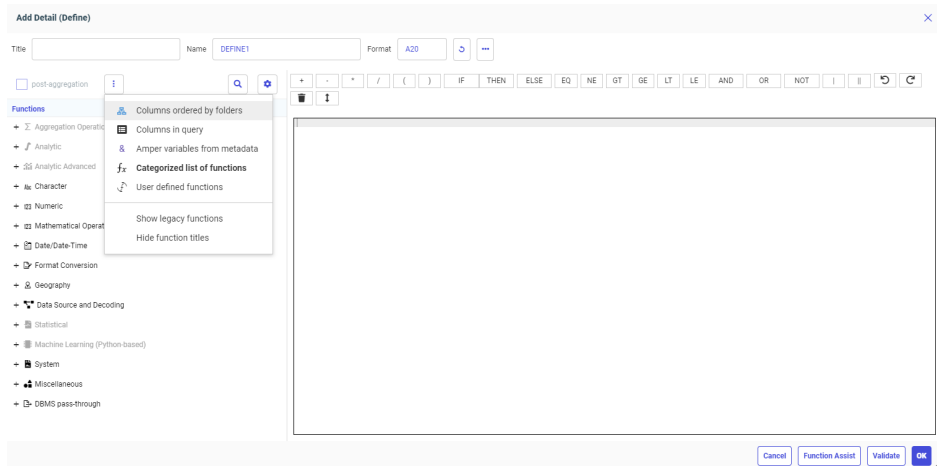 Add Detail (Define)
Title Name DEFINE1 Format A20
post-aggregation
+ - * / ( ) IF THEN ELSE EQ NE GT GE LT LE AND OR NOT | ||
Functions
Columns ordered by folders
Columns in query
& Amper variables from metadata
fx Categorized list of functions
User defined functions
Show legacy functions
Hide function titles
+ Σ Aggregation Operatio
+ Analytic
+ Analytic Advanced
+ Character
+ Numeric
+ Mathematical Operat
+ Date/Date-Time
+ Format Conversion
+ Geography
+ Data Source and Decoding
+ Statistical
+ Machine Learning (Python-based)
+ System
+ Miscellaneous
+ DBMS pass-through
Cancel Function Assist Validate OK